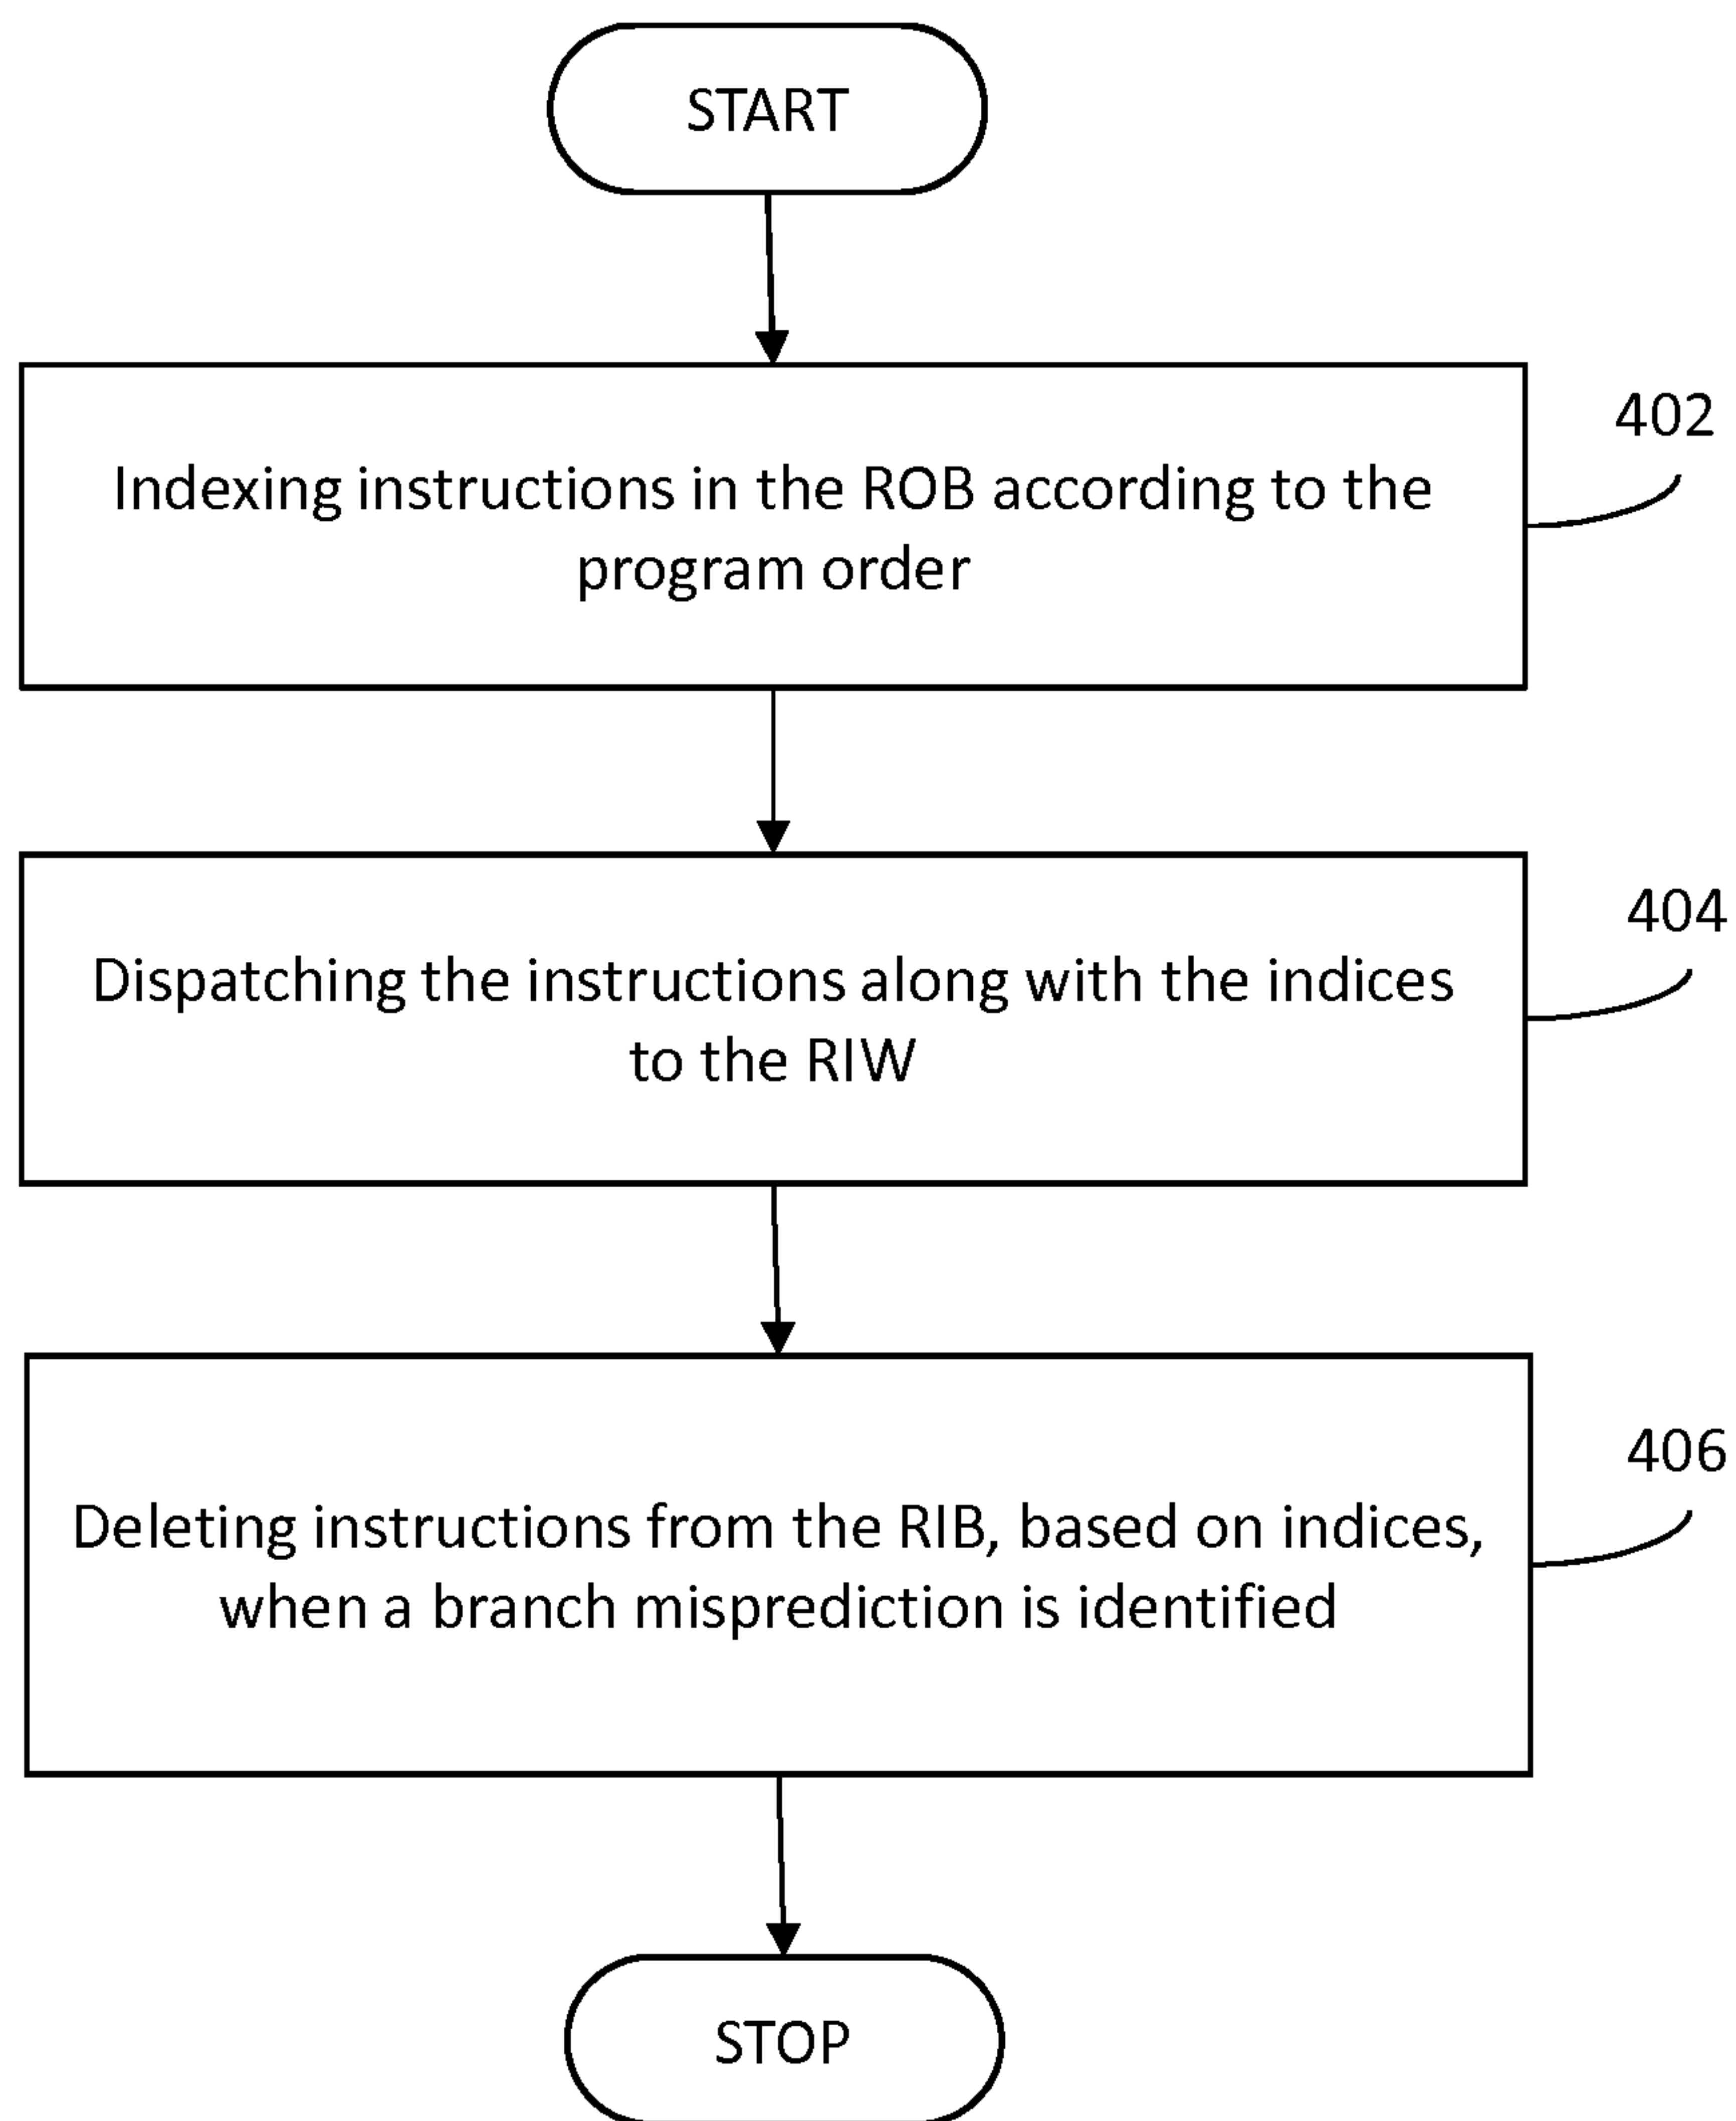 START
402
Indexing instructions in the ROB according to the
program order
404
Dispatching the instructions along with the indices
to the RIW
406
Deleting instructions from the RIB, based on indices,
when a branch misprediction is identified
STOP